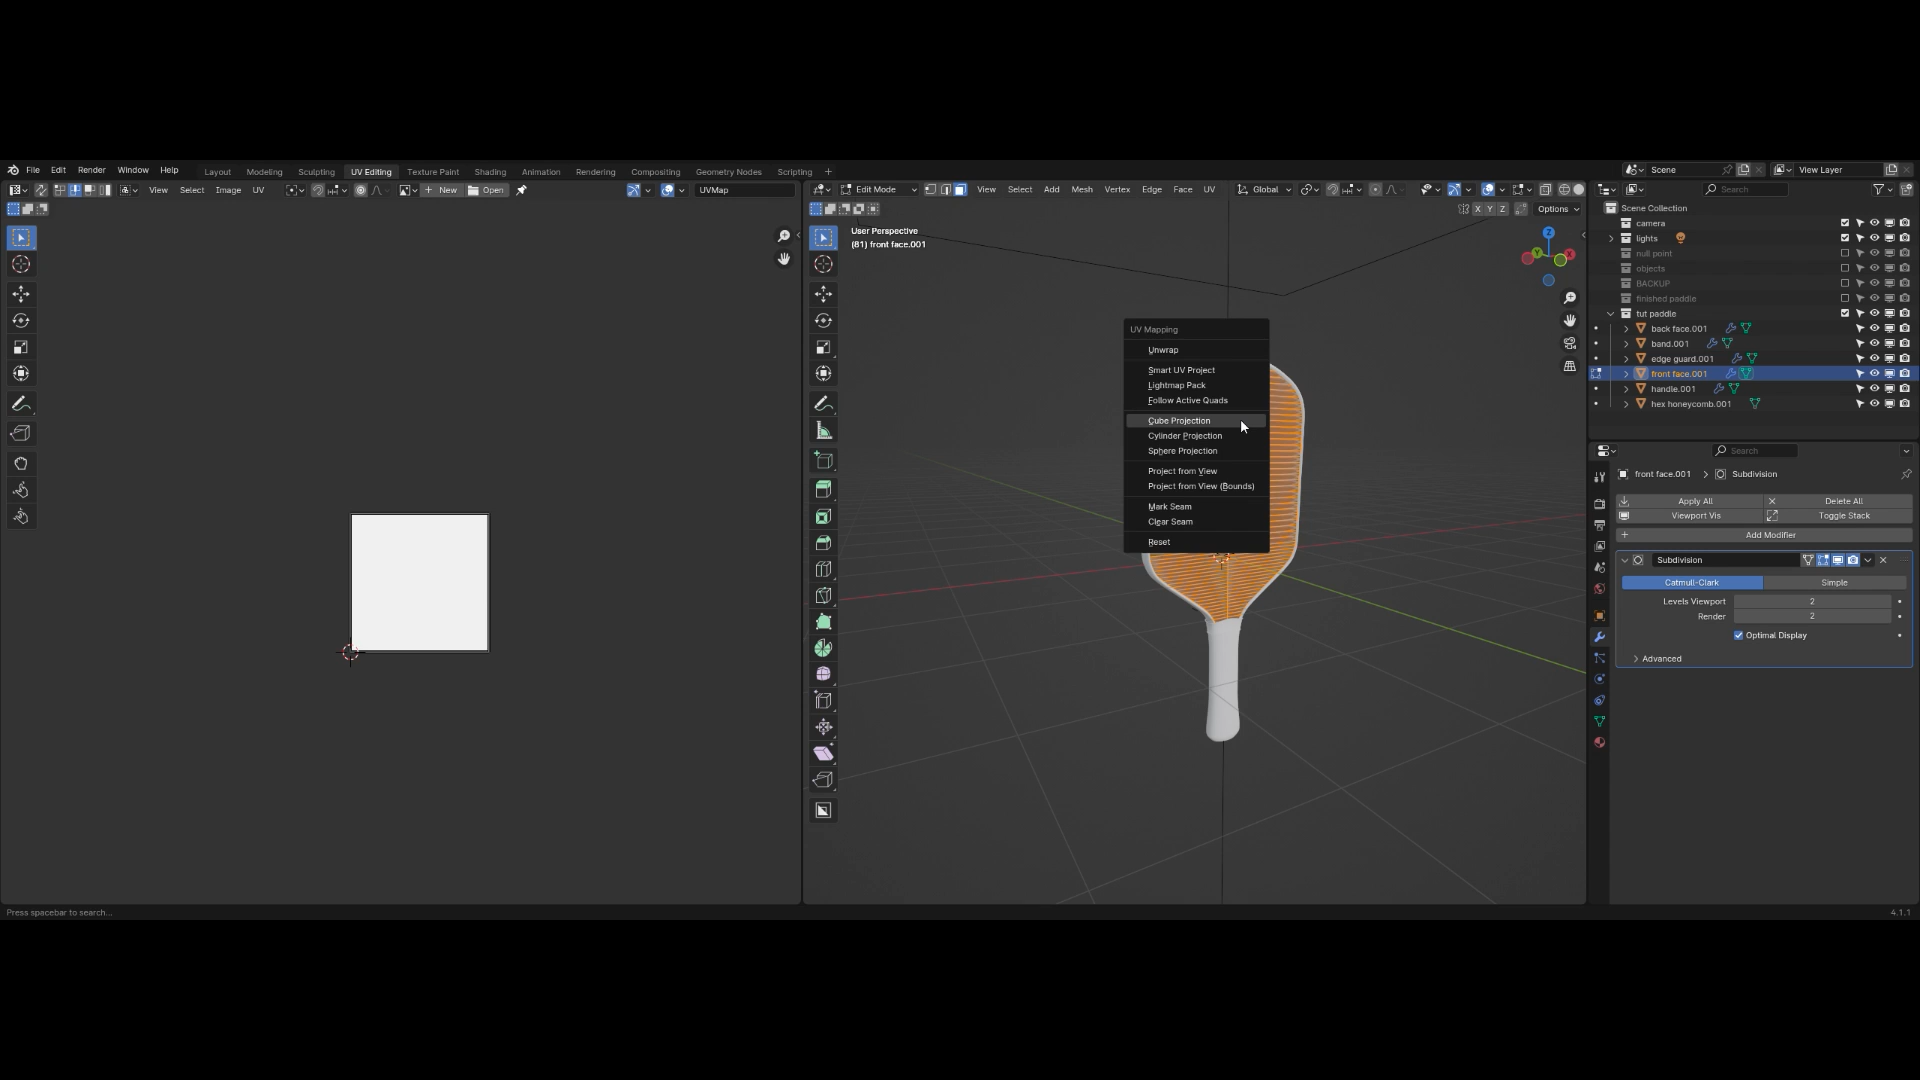 File Edit Render Window Help
Layout Modeling Sculpting UV Editing Texture Paint Shading Animation Rendering Compositing Geometry Nodes Scripting +
Scene
View Layer
View Select Image UV
New
Open
UVMap
Edit Mode
View Select Add Mesh Vertex Edge Face UV
Global
Search
X Y Z
Options
User Perspective
(81) front face.001
Z
Y
X
UV Mapping
Unwrap
Smart UV Project
Lightmap Pack
Follow Active Quads
Cube Projection
Cylinder Projection
Sphere Projection
Project from View
Project from View (Bounds)
Mark Seam
Clear Seam
Reset
Scene Collection
camera
lights
null point
objects
BACKUP
finished paddle
tut paddle
back face.001
band.001
edge guard.001
front face.001
handle.001
hex honeycomb.001
Search
front face.001 > Subdivision
Apply All
Delete All
Viewport Vis
Toggle Stack
Add Modifier
Subdivision
Catmull-Clark
Simple
Levels Viewport 2
Render 2
Optimal Display
Advanced
Press spacebar to search...
4.1.1